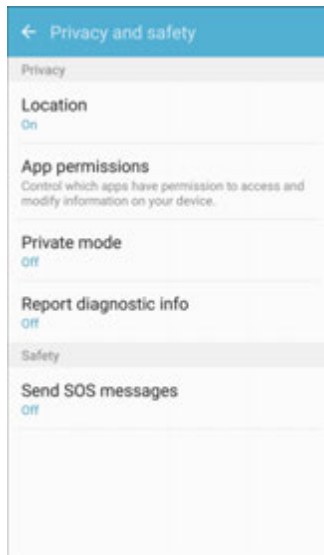 Privacy and safety
Privacy
Location
On
App permissions
Control which apps have permission to access and
modify information on your device.
Private mode
Off
Report diagnostic info
Off
Safety
Send SOS messages
Off